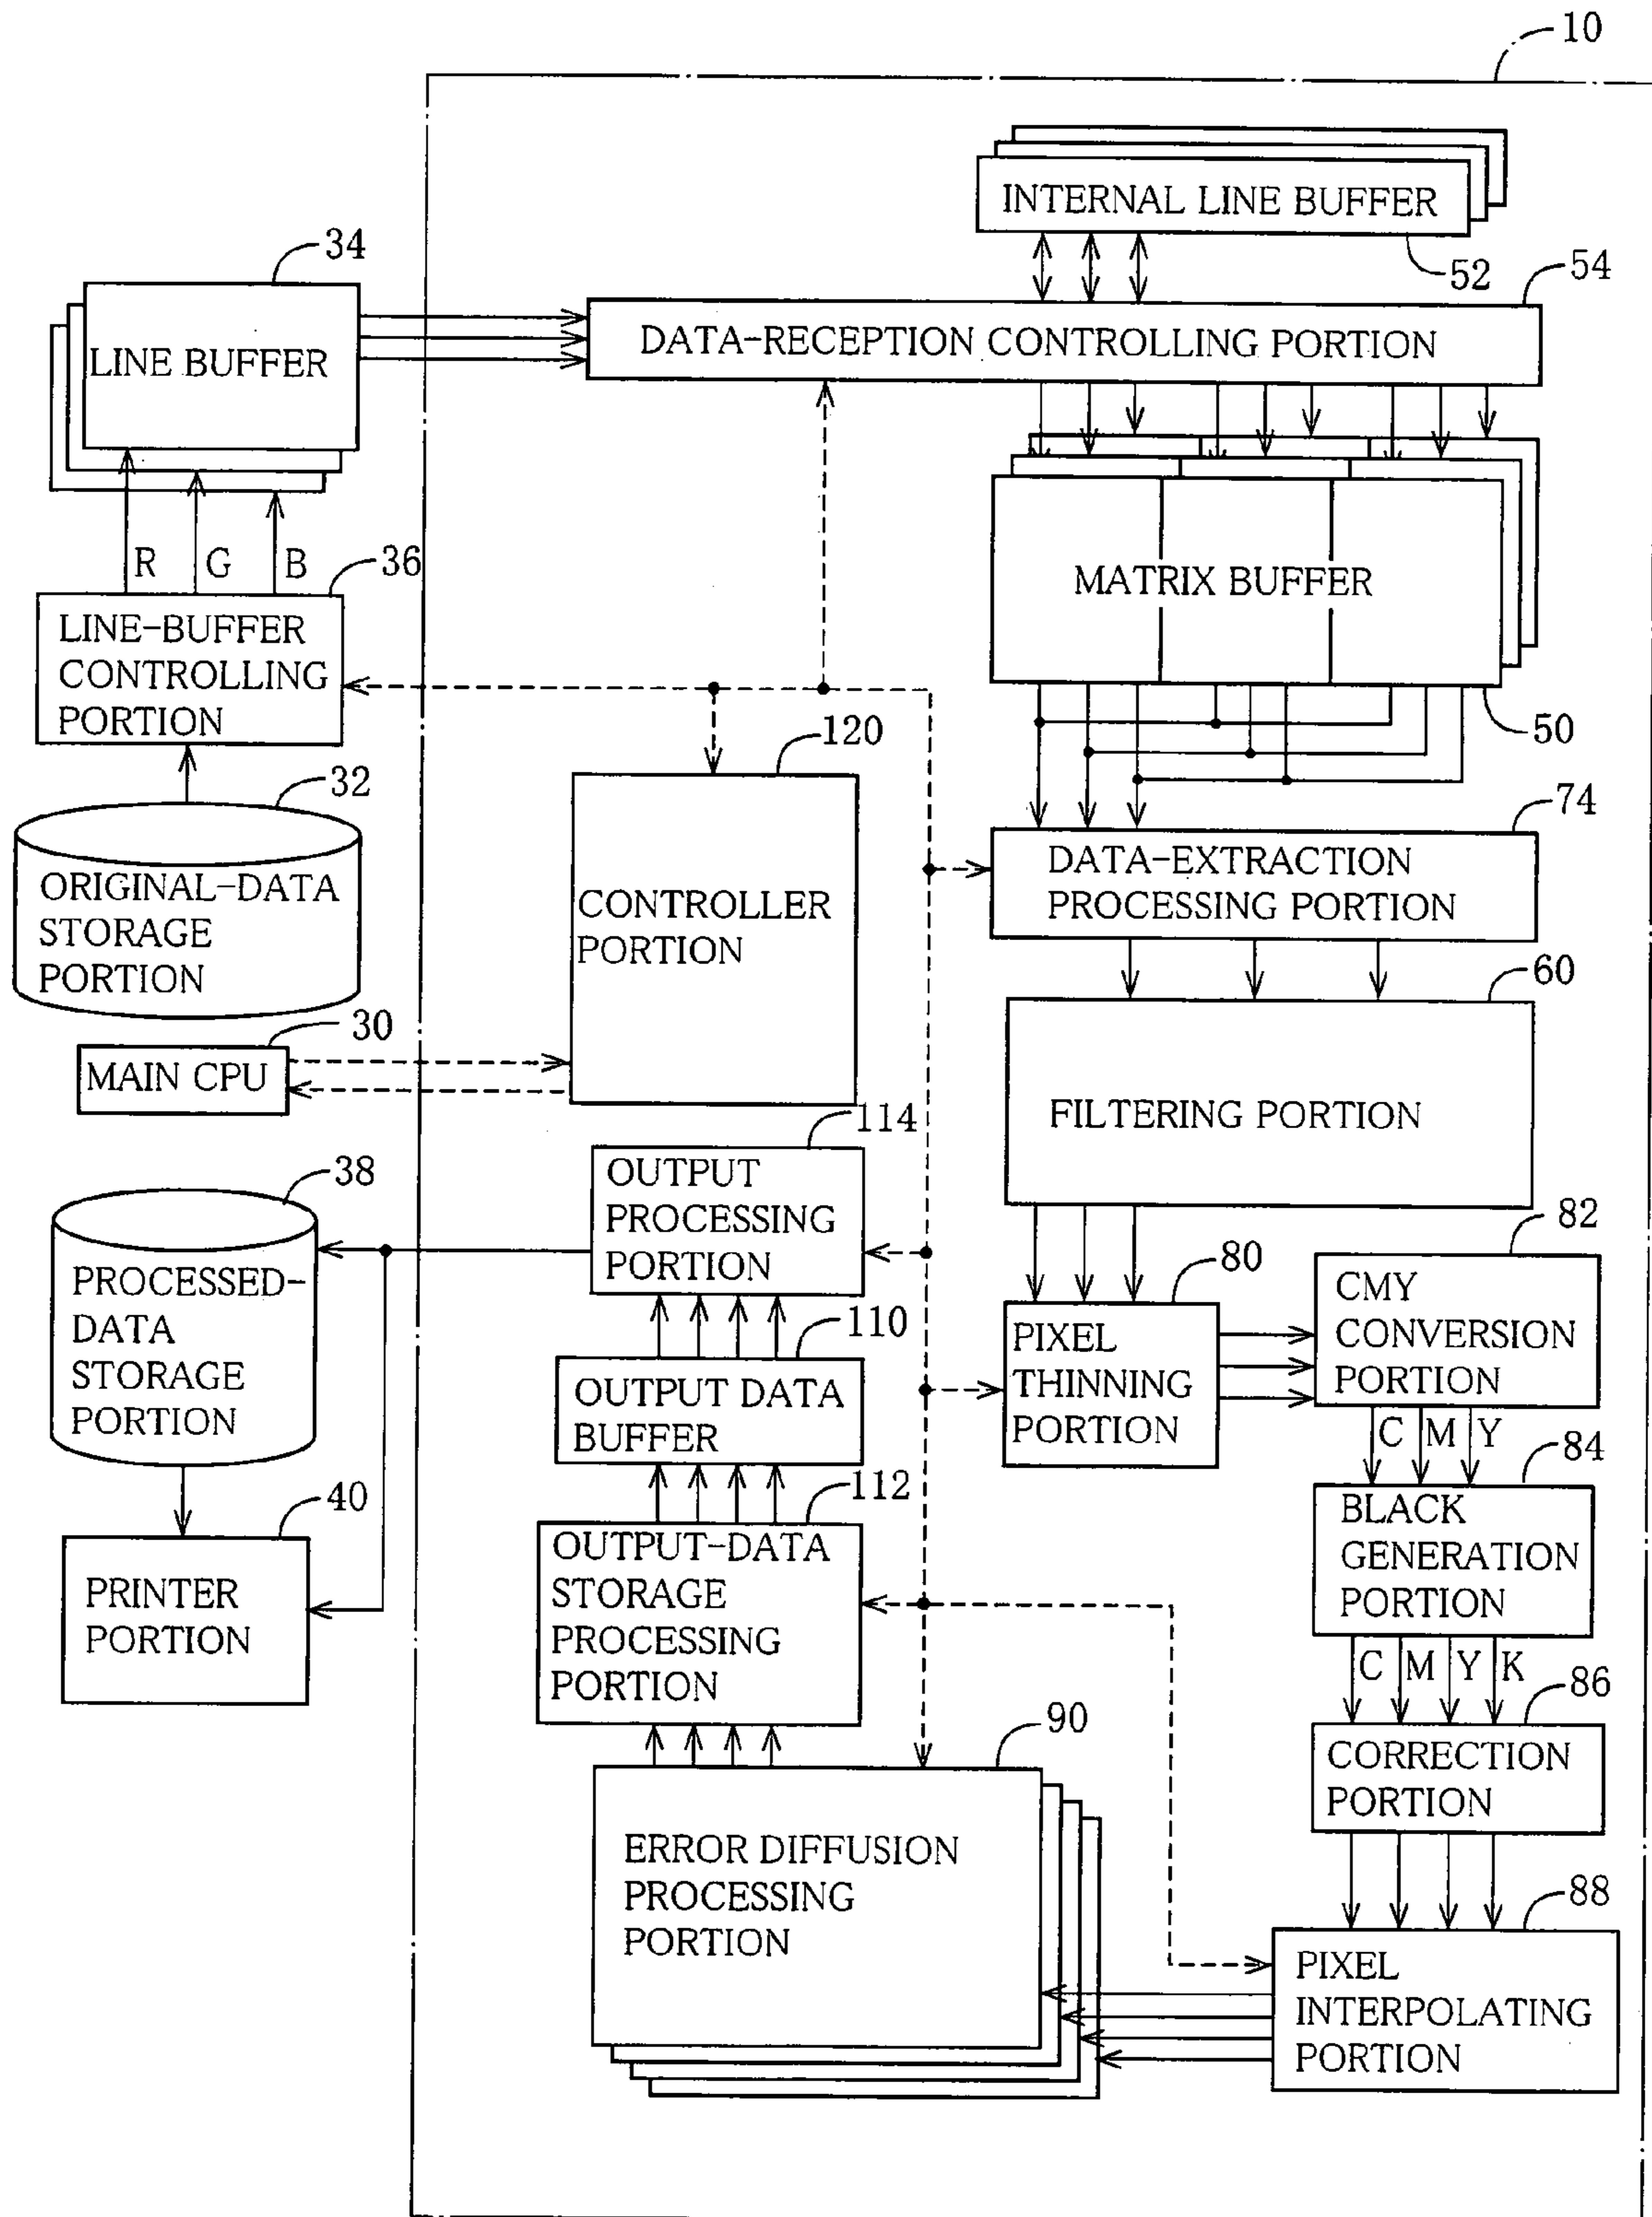 10
INTERNAL LINE BUFFER
52
34
LINE BUFFER
54
DATA-RECEPTION CONTROLLING PORTION
R G B
36
LINE-BUFFER
CONTROLLING
PORTION
MATRIX BUFFER
50
32
ORIGINAL-DATA
STORAGE
PORTION
120
CONTROLLER
PORTION
74
DATA-EXTRACTION
PROCESSING PORTION
30
MAIN CPU
60
FILTERING PORTION
114
OUTPUT
PROCESSING
PORTION
38
PROCESSED-
DATA
STORAGE
PORTION
80
PIXEL
THINNING
PORTION
82
CMY
CONVERSION
PORTION
110
OUTPUT DATA
BUFFER
C M Y
84
BLACK
GENERATION
PORTION
40
PRINTER
PORTION
112
OUTPUT-DATA
STORAGE
PROCESSING
PORTION
C M Y K
86
CORRECTION
PORTION
90
ERROR DIFFUSION
PROCESSING
PORTION
88
PIXEL
INTERPOLATING
PORTION